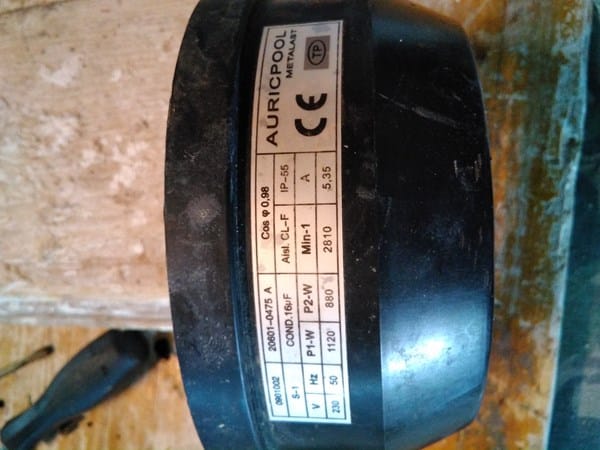 AURICPOOL
METALAST
TP
CE
0901002 20601-0475 A Cos φ 0,98
S-1 COND.16µF Aisl. CL-F IP-55
V Hz P1-W P2-W Min-1 A
230 50 1120 880 2810 5,35